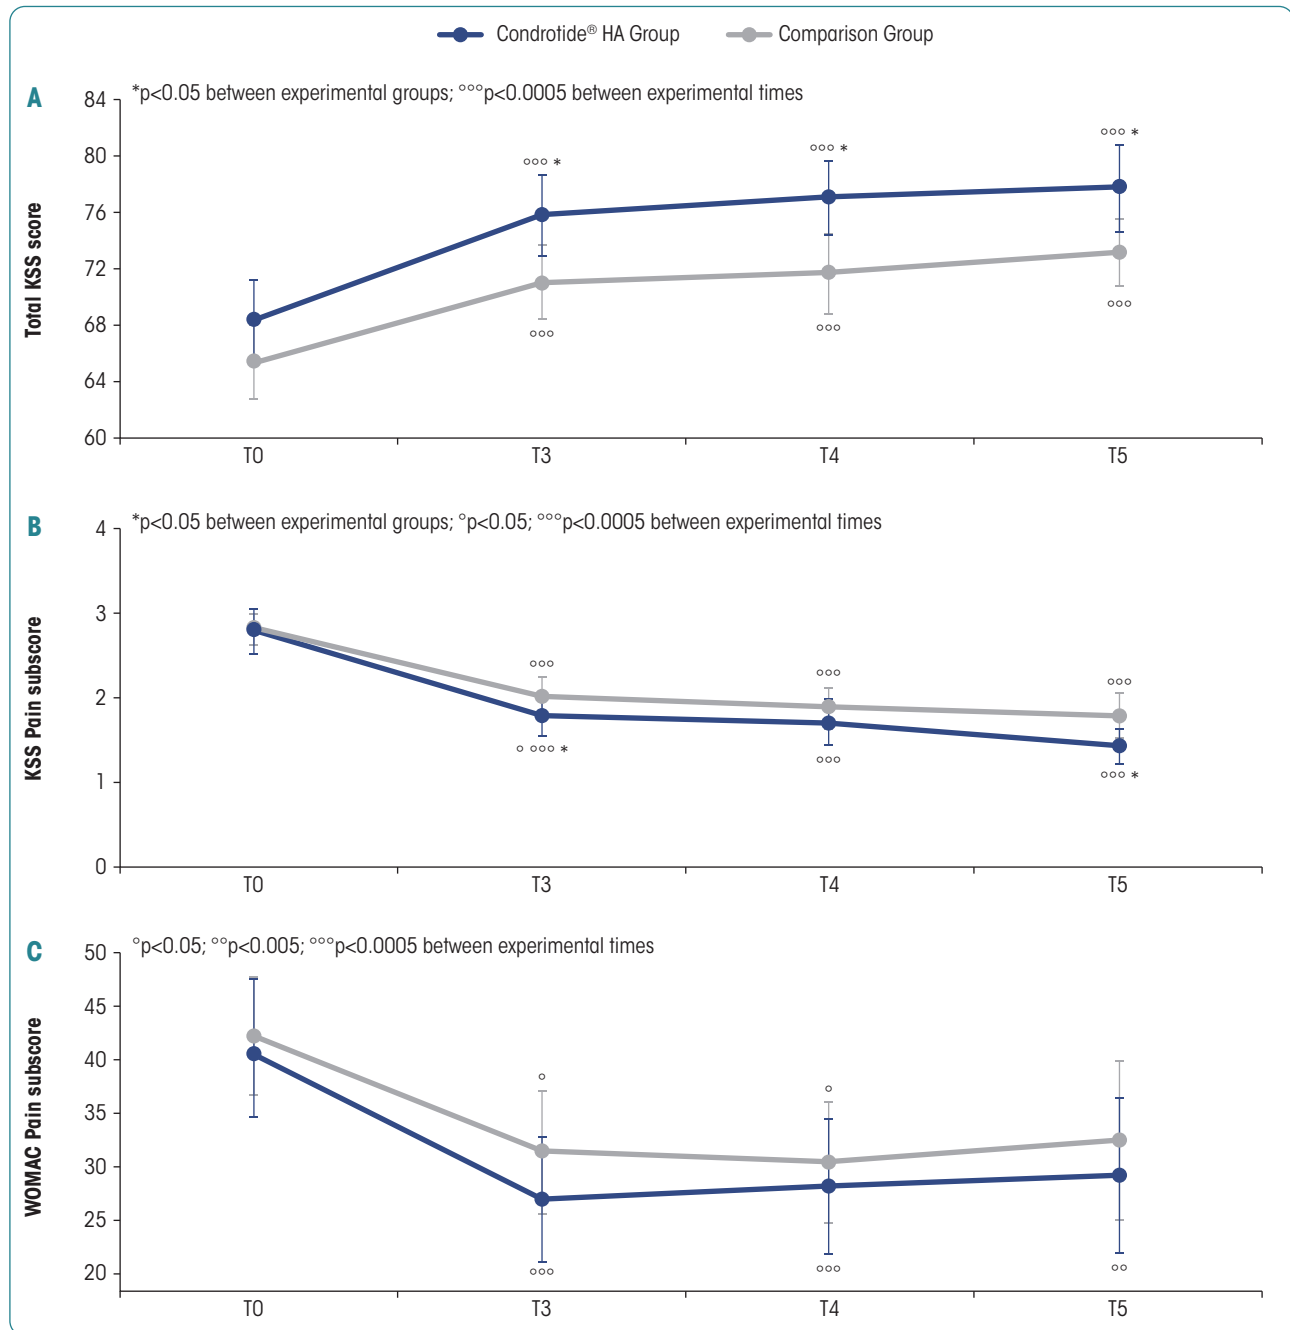 Condrotide® HA Group Comparison Group
A
*p<0.05 between experimental groups; °°°p<0.0005 between experimental times
Total KSS score
84
80
76
72
68
64
60
°°° *
°°° *
°°° *
°°°
°°°
°°°
T0 T3 T4 T5
B
*p<0.05 between experimental groups; °p<0.05; °°°p<0.0005 between experimental times
KSS Pain subscore
4
3
2
1
0
°°°
°°°
°°°
° °°° *
°°°
°°° *
T0 T3 T4 T5
C
°p<0.05; °°p<0.005; °°°p<0.0005 between experimental times
WOMAC Pain subscore
50
45
40
35
30
25
20
°
°
°°°
°°°
°°
T0 T3 T4 T5